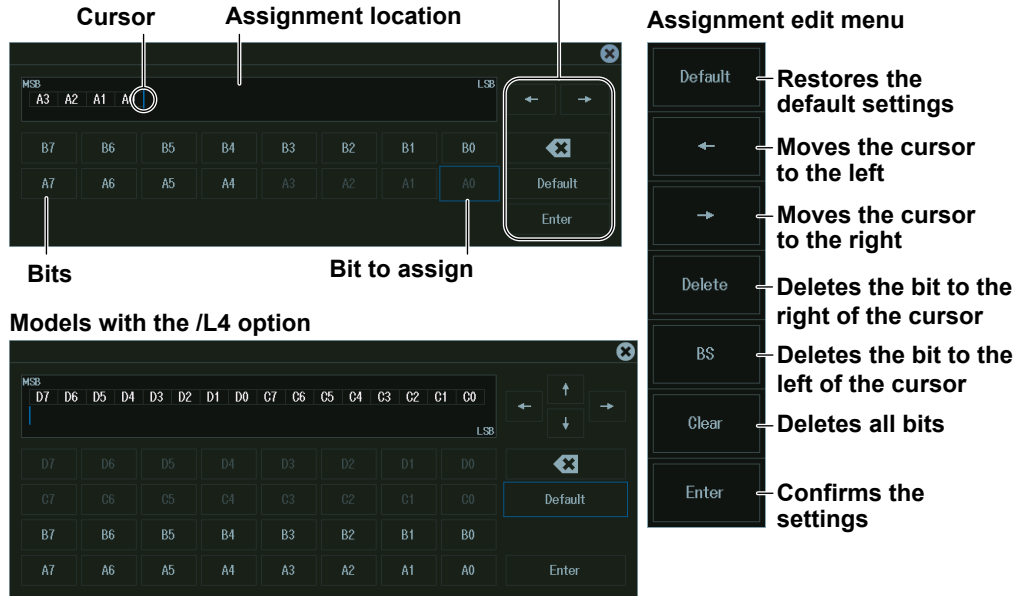 Cursor
Assignment location
Assignment edit menu
MSB
LSB
A3 A2 A1 A
← →
B7 B6 B5 B4 B3 B2 B1 B0
A7 A6 A5 A4 A3 A2 A1 A0
Default
Enter
Bits
Bit to assign
Models with the /L4 option
MSB
D7 D6 D5 D4 D3 D2 D1 D0 C7 C6 C5 C4 C3 C2 C1 C0
LSB
↑
← →
↓
D7 D6 D5 D4 D3 D2 D1 D0
C7 C6 C5 C4 C3 C2 C1 C0
Default
B7 B6 B5 B4 B3 B2 B1 B0
A7 A6 A5 A4 A3 A2 A1 A0
Enter
Default
Restores the
default settings
←
Moves the cursor
to the left
→
Moves the cursor
to the right
Delete
Deletes the bit to the
right of the cursor
BS
Deletes the bit to the
left of the cursor
Clear
Deletes all bits
Enter
Confirms the
settings